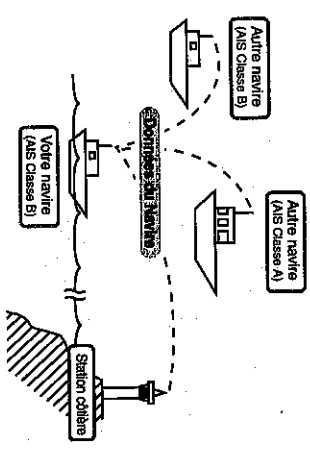 Autre navire
(AIS Classe B)
Autre navire
(AIS Classe A)
Données du Navire
Votre navire
(AIS Classe B)
Station côtière